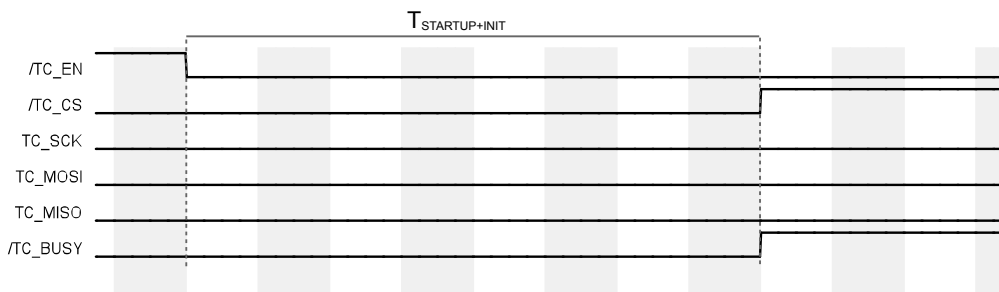 TSTARTUP+INIT
/TC_EN
/TC_CS
TC_SCK
TC_MOSI
TC_MISO
/TC_BUSY